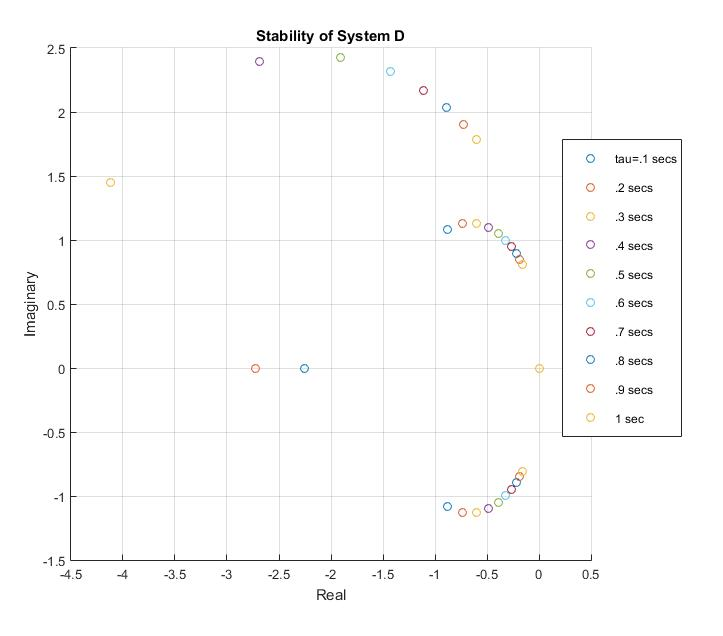 Stability of System D
2.5
2
1.5
1
0.5
0
-0.5
-1
-1.5
Imaginary
-4.5 -4 -3.5 -3 -2.5 -2 -1.5 -1 -0.5 0 0.5
Real
tau=.1 secs
.2 secs
.3 secs
.4 secs
.5 secs
.6 secs
.7 secs
.8 secs
.9 secs
1 sec